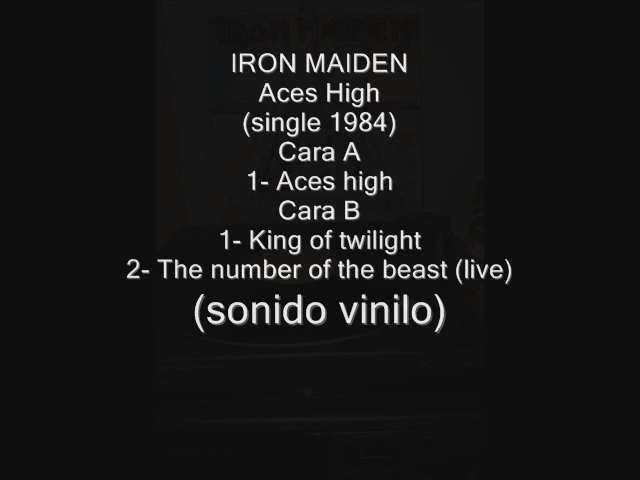 IRON MAIDEN
Aces High
(single 1984)
Cara A
1- Aces high
Cara B
1- King of twilight
2- The number of the beast (live)
(sonido vinilo)